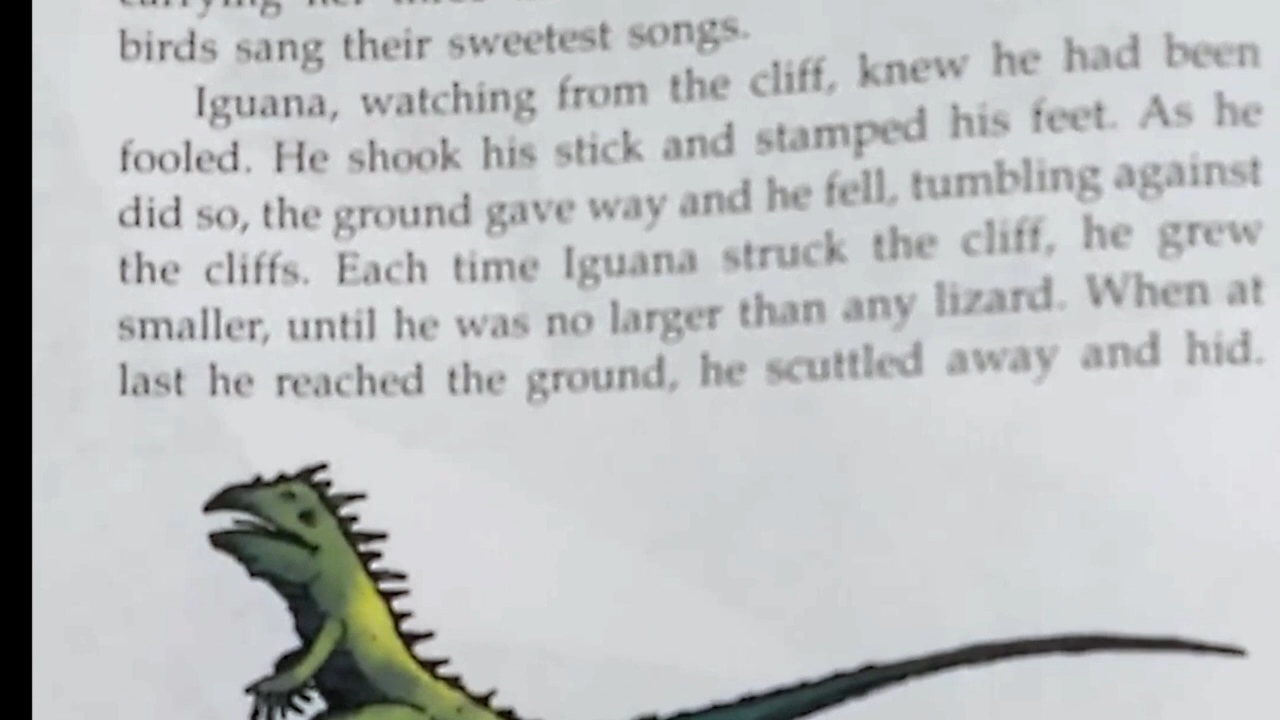 birds sang their sweetest songs.
Iguana, watching from the cliff, knew he had been
fooled. He shook his stick and stamped his feet. As he
did so, the ground gave way and he fell, tumbling against
the cliffs. Each time Iguana struck the cliff, he grew
smaller, until he was no larger than any lizard. When at
last he reached the ground, he scuttled away and hid.